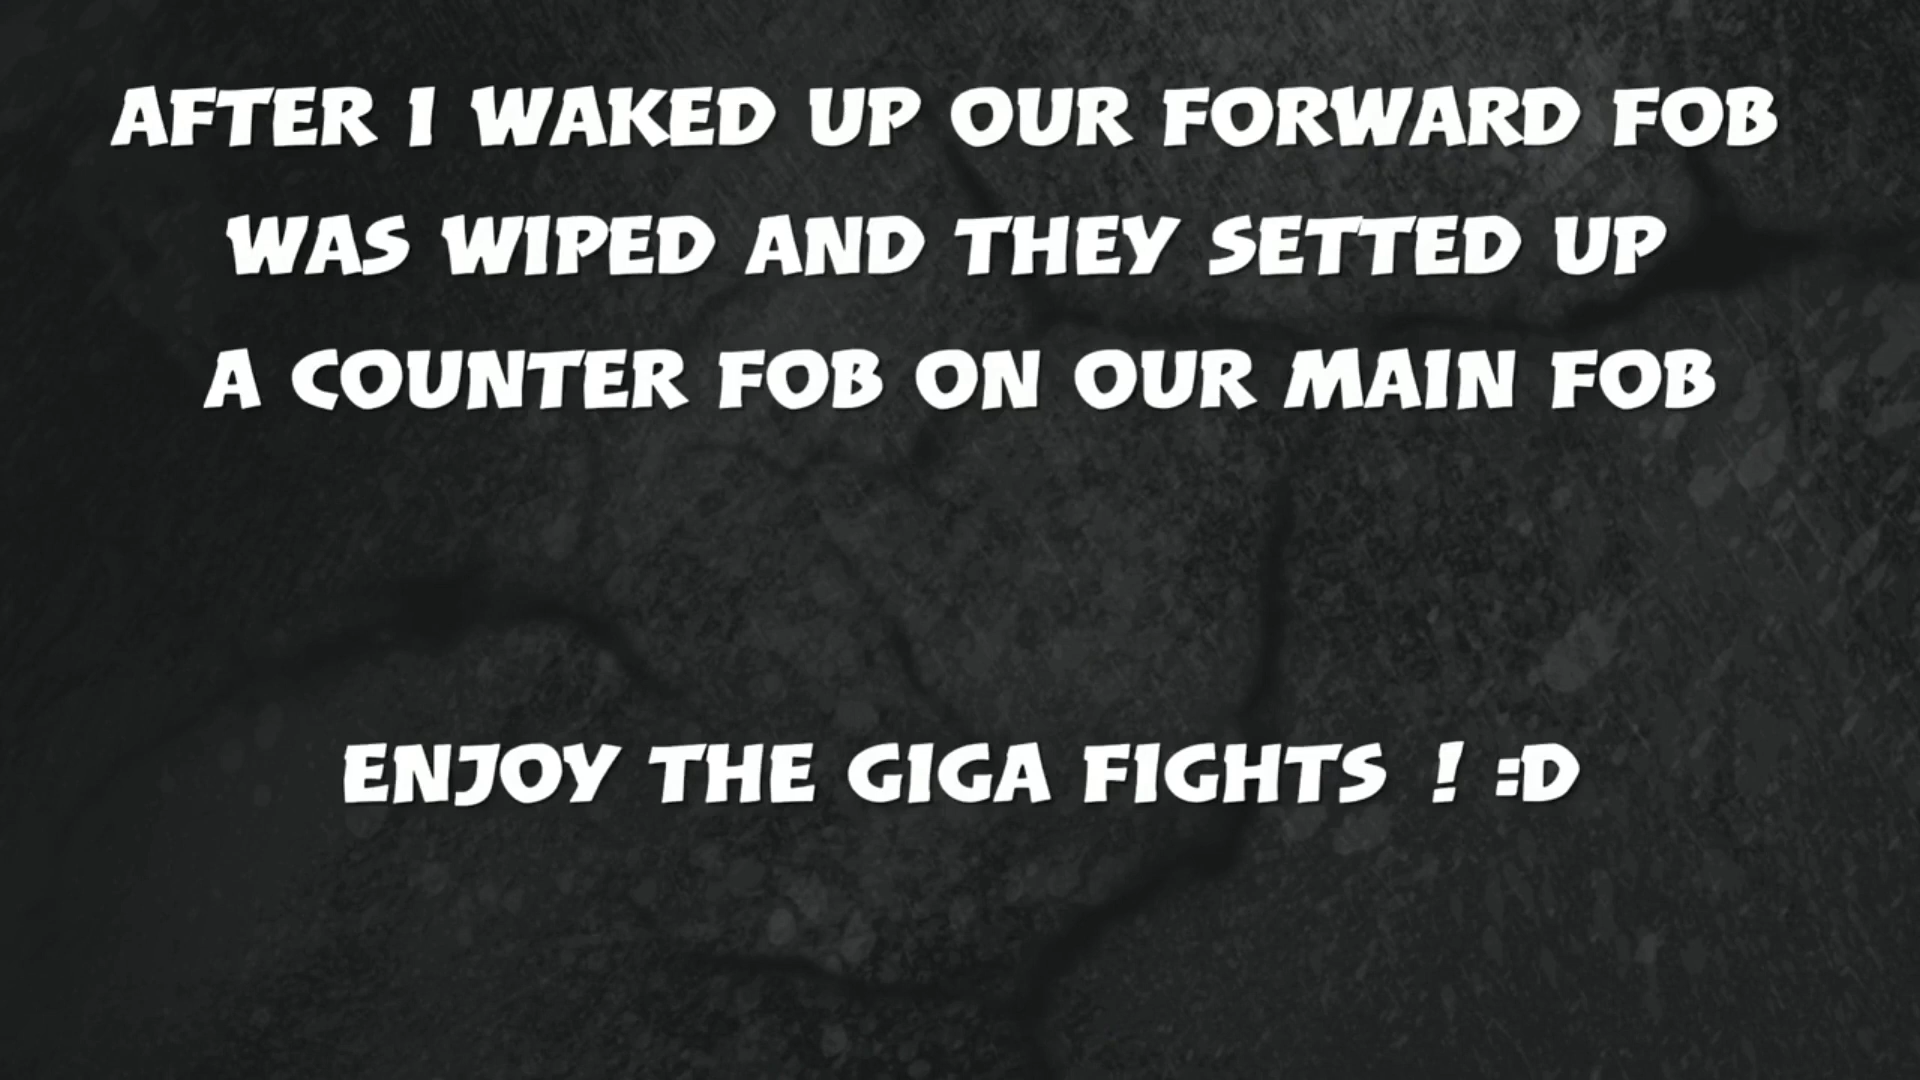 AFTER I WAKED UP OUR FORWARD FOB
WAS WIPED AND THEY SETTED UP
A COUNTER FOB ON OUR MAIN FOB
ENJOY THE GIGA FIGHTS ! :D